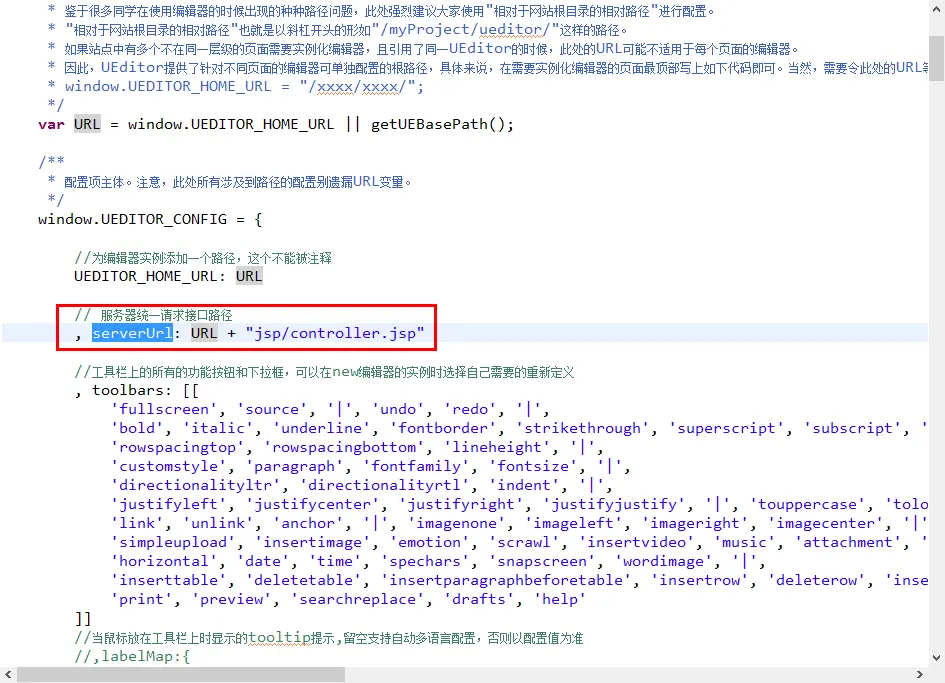 * 鉴于很多同学在使用编辑器的时候出现的种种路径问题，此处强烈建议大家使用"相对于网站根目录的相对路径"进行配置。
* "相对于网站根目录的相对路径"也就是以斜杠开头的形如"/myProject/ueditor/"这样的路径。
* 如果站点中有多个不在同一层级的页面需要实例化编辑器，且引用了同一UEditor的时候，此处的URL可能不适用于每个页面的编辑器。
* 因此，UEditor提供了针对不同页面的编辑器可单独配置的根路径，具体来说，在需要实例化编辑器的页面最顶部写上如下代码即可。当然，需要令此处的URL
* window.UEDITOR_HOME_URL = "/xxxx/xxxx/";
*/
var URL = window.UEDITOR_HOME_URL || getUEBasePath();
/**
* 配置项主体。注意，此处所有涉及到路径的配置别遗漏URL变量。
*/
window.UEDITOR_CONFIG = {
//为编辑器实例添加一个路径，这个不能被注释
UEDITOR_HOME_URL: URL
// 服务器统一请求接口路径
, serverUrl: URL + "jsp/controller.jsp"
//工具栏上的所有的功能按钮和下拉框，可以在new编辑器的实例时选择自己需要的重新定义
, toolbars: [[
'fullscreen', 'source', '|', 'undo', 'redo', '|',
'bold', 'italic', 'underline', 'fontborder', 'strikethrough', 'superscript', 'subscript', '
'rowspacingtop', 'rowspacingbottom', 'lineheight', '|',
'customstyle', 'paragraph', 'fontfamily', 'fontsize', '|',
'directionalityltr', 'directionalityrtl', 'indent', '|',
'justifyleft', 'justifycenter', 'justifyright', 'justifyjustify', '|', 'touppercase', 'tolo
'link', 'unlink', 'anchor', '|', 'imagenone', 'imageleft', 'imageright', 'imagecenter', '|'
'simpleupload', 'insertimage', 'emotion', 'scrawl', 'insertvideo', 'music', 'attachment', '
'horizontal', 'date', 'time', 'spechars', 'snapscreen', 'wordimage', '|',
'inserttable', 'deletetable', 'insertparagraphbeforetable', 'insertrow', 'deleterow', 'inse
'print', 'preview', 'searchreplace', 'drafts', 'help'
]]
//当鼠标放在工具栏上时显示的tooltip提示,留空支持自动多语言配置，否则以配置值为准
//,labelMap:{